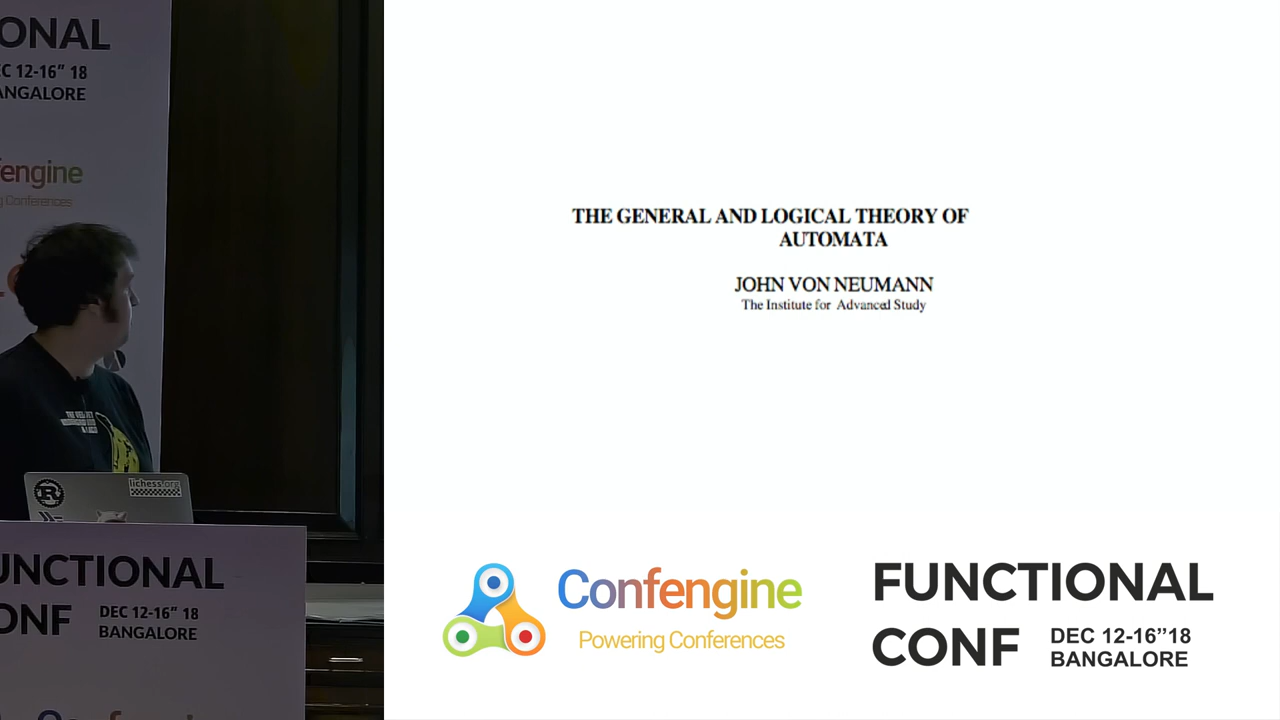 ONAL
C 12-16" 18
ANGALORE
engine
g Conferences
lichess.org
R
UNCTIONAL
ONF
DEC 12-16" 18
BANGALORE
THE GENERAL AND LOGICAL THEORY OF
AUTOMATA
JOHN VON NEUMANN
The Institute for Advanced Study
Confengine
Powering Conferences
FUNCTIONAL
CONF
DEC 12-16”18
BANGALORE